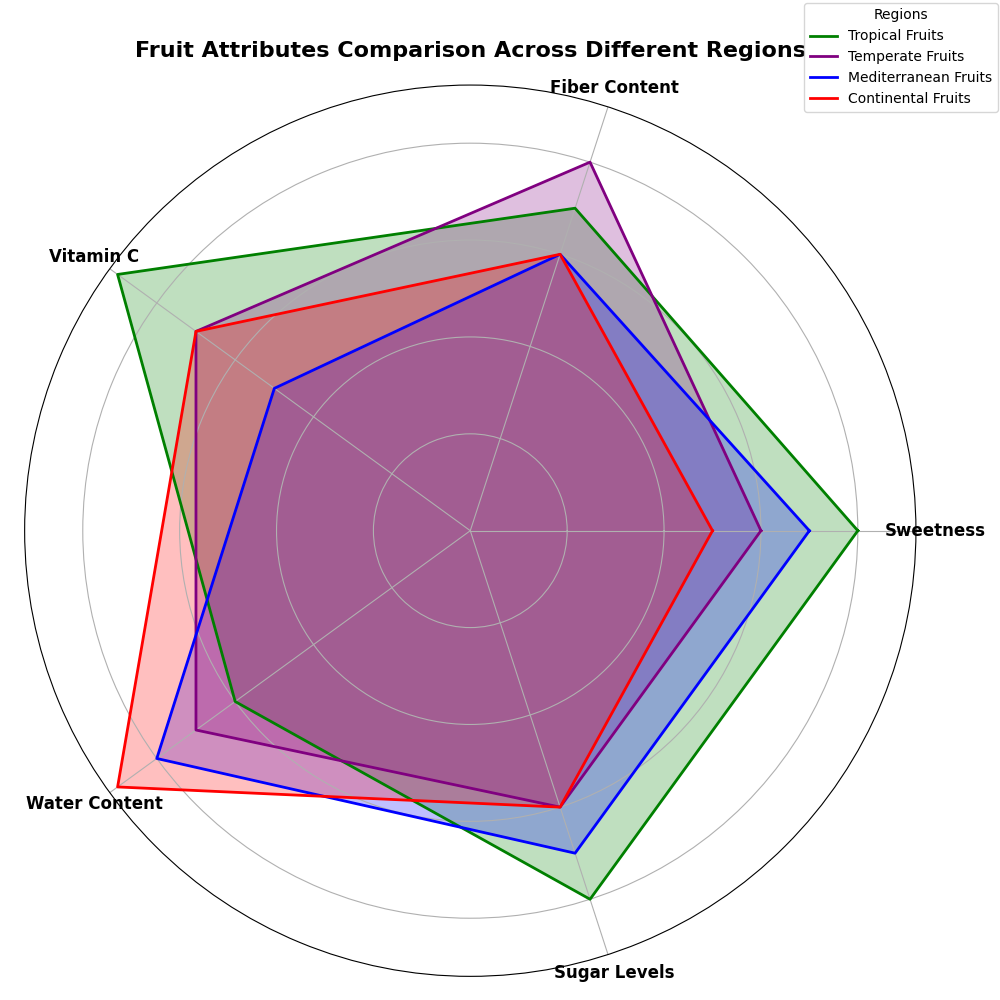 Fruit Attributes Comparison Across Different Regions
Regions
Tropical Fruits
Temperate Fruits
Mediterranean Fruits
Continental Fruits
Fiber Content
Vitamin C
Sweetness
Water Content
Sugar Levels